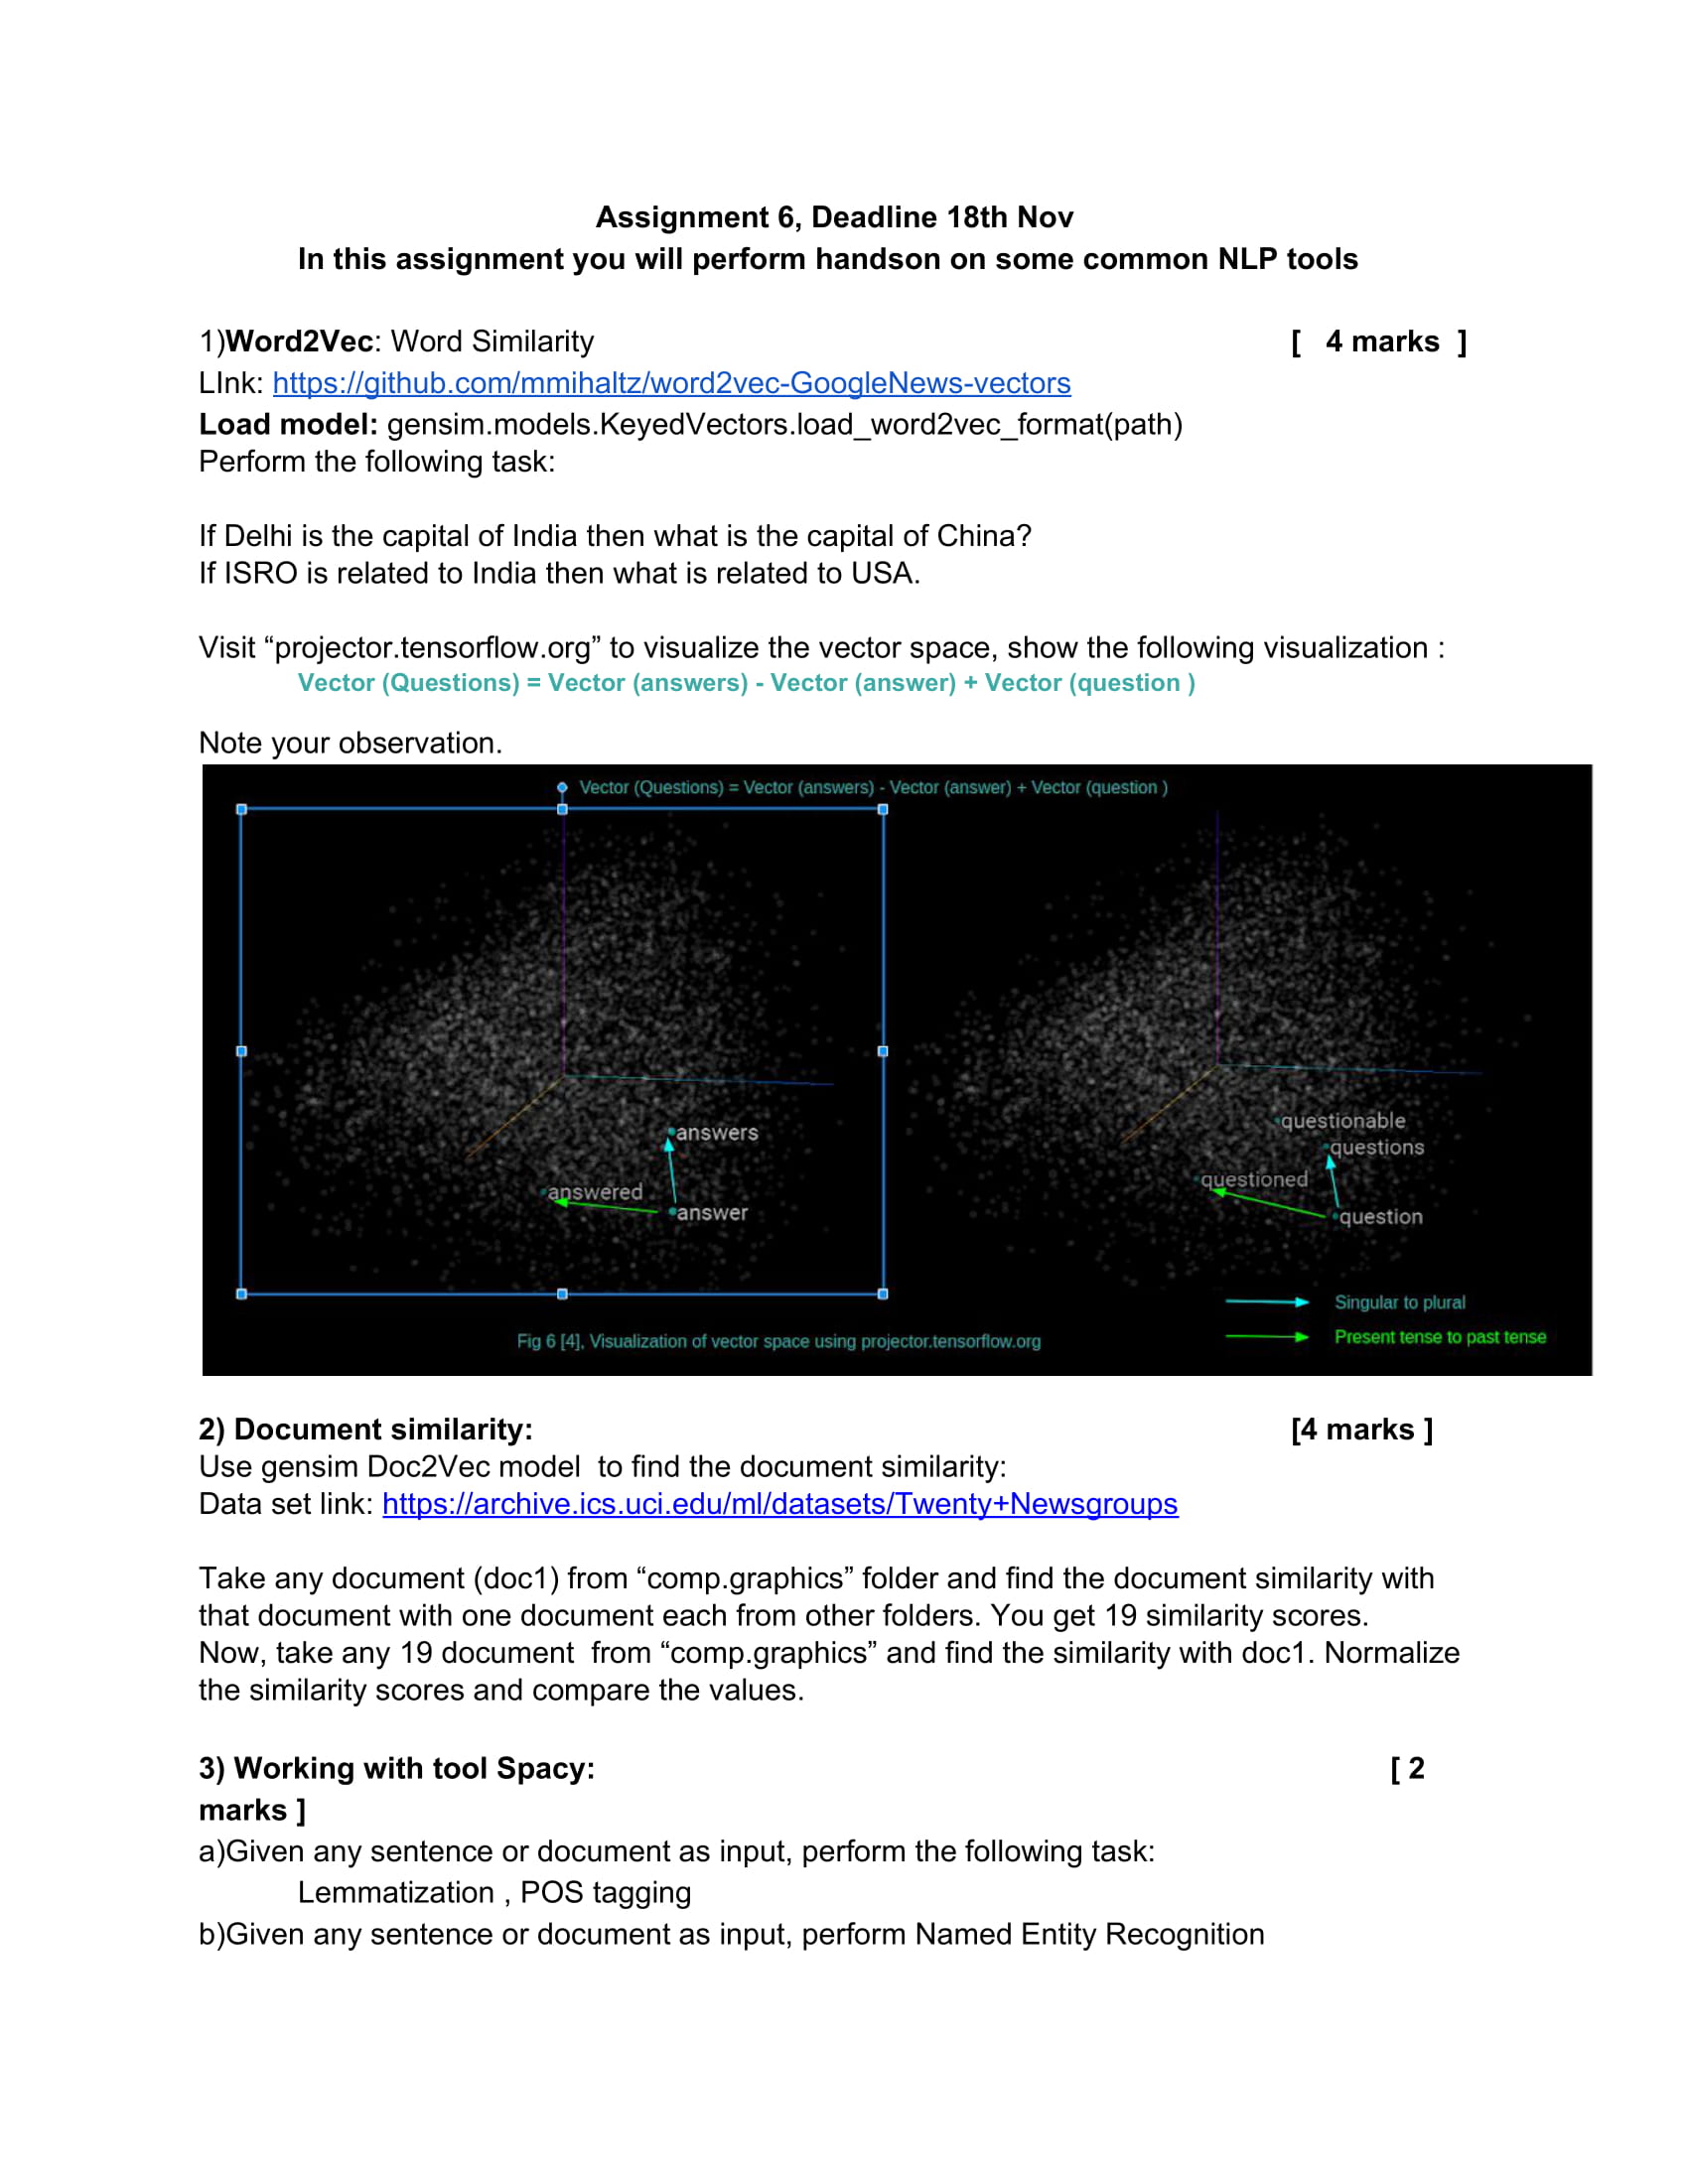 Assignment 6, Deadline 18th Nov
In this assignment you will perform handson on some common NLP tools
1)Word2Vec: Word Similarity [ 4 marks ]
LInk: https://github.com/mmihaltz/word2vec-GoogleNews-vectors
Load model: gensim.models.KeyedVectors.load_word2vec_format(path)
Perform the following task:
If Delhi is the capital of India then what is the capital of China?
If ISRO is related to India then what is related to USA.
Visit “projector.tensorflow.org” to visualize the vector space, show the following visualization :
Vector (Questions) = Vector (answers) - Vector (answer) + Vector (question )
Note your observation.
Vector (Questions) = Vector (answers) - Vector (answer) + Vector (question )
answers
answered
answer
questionable
questions
questioned
question
Singular to plural
Fig 6 [4], Visualization of vector space using projector.tensorflow.org
Present tense to past tense
2) Document similarity: [4 marks ]
Use gensim Doc2Vec model  to find the document similarity:
Data set link: https://archive.ics.uci.edu/ml/datasets/Twenty+Newsgroups
Take any document (doc1) from “comp.graphics” folder and find the document similarity with
that document with one document each from other folders. You get 19 similarity scores.
Now, take any 19 document  from “comp.graphics” and find the similarity with doc1. Normalize
the similarity scores and compare the values.
3) Working with tool Spacy: [ 2
marks ]
a)Given any sentence or document as input, perform the following task:
Lemmatization , POS tagging
b)Given any sentence or document as input, perform Named Entity Recognition